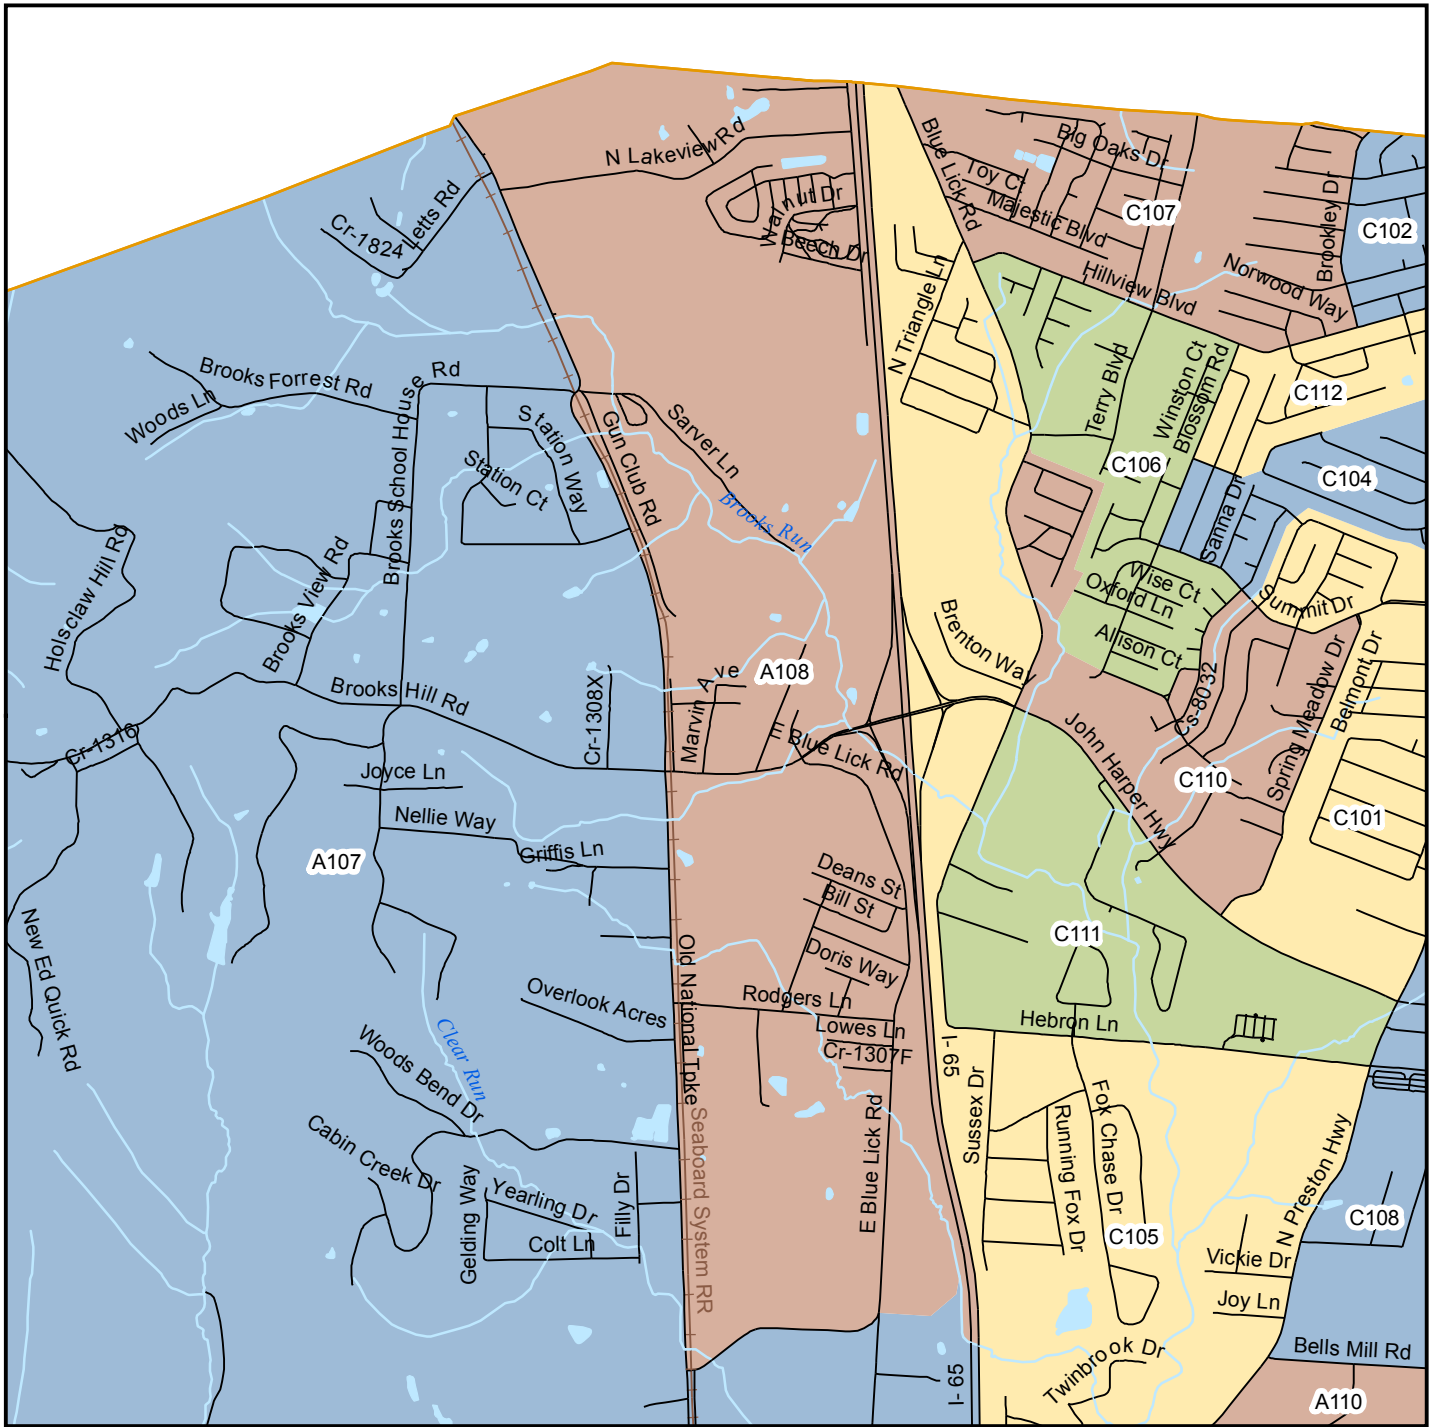 Big Oaks Dr
N Lakeview Rd
Blue Lick Rd
Toy Ct
Majestic Blvd
C107
Walnut Dr
Beech Dr
Letts Rd
Cr-1824
Brookley Dr
C102
Hillview Blvd
Norwood Way
N Triangle Ln
Brooks Forrest Rd
Woods Ln
Brooks School House Rd
Station Way
Station Ct
Gun Club Rd
Sarver Ln
Brooks Run
Terry Blvd
Winston Ct
Blossom Rd
C112
C106
C104
Sanna Dr
Holsclaw Hill Rd
Brooks View Rd
Wise Ct
Oxford Ln
Allison Ct
Summit Dr
Brenton Way
Brooks Hill Rd
Cr-1308X
Marvin Ave
A108
E Blue Lick Rd
Cs-8032
Spring Meadow Dr
Belmont Dr
John Harper Hwy
C110
C101
Cr-1316
Joyce Ln
Nellie Way
Griffis Ln
A107
Deans St
Bill St
Doris Way
C111
New Ed Quick Rd
Old National Tpke
Overlook Acres
Rodgers Ln
Lowes Ln
Cr-1307F
Hebron Ln
I-65
Clear Run
Woods Bend Dr
Cabin Creek Dr
Gelding Way
Yearling Dr
Colt Ln
Filly Dr
Seaboard System RR
E Blue Lick Rd
Sussex Dr
Running Fox Dr
Fox Chase Dr
C105
N Preston Hwy
C108
Vickie Dr
Joy Ln
Bells Mill Rd
Twinbrook Dr
I-65
A110